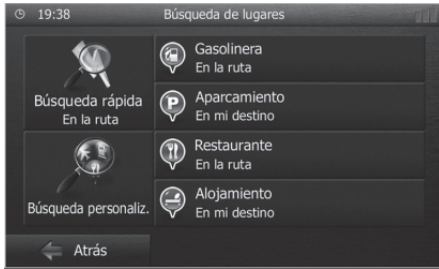 19:38
Búsqueda de lugares
Búsqueda rápida
En la ruta
Búsqueda personaliz.
Gasolinera
En la ruta
P
Aparcamiento
En mi destino
Restaurante
En la ruta
Alojamiento
En mi destino
Atrás